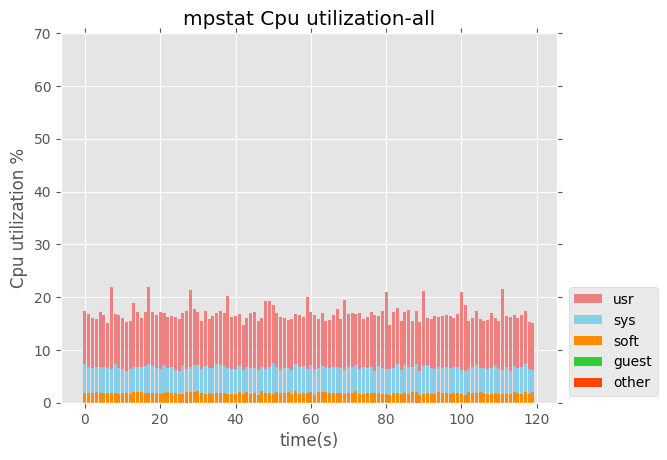 mpstat Cpu utilization-all
Cpu utilization %
70
60
50
40
30
20
10
0
0 20 40 60 80 100 120
time(s)
usr
sys
soft
guest
other